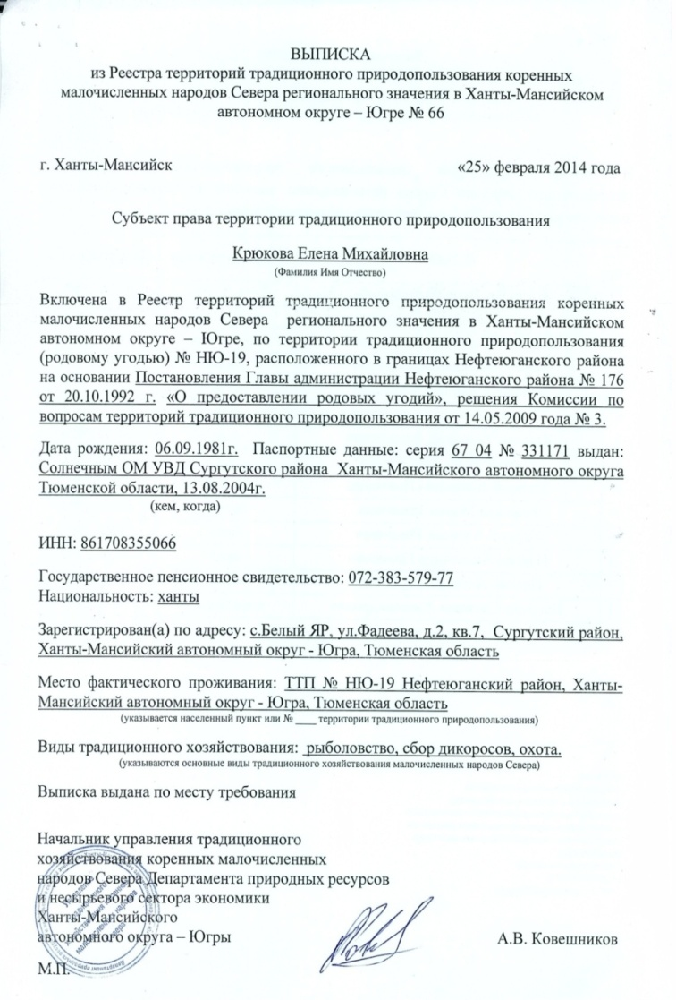 ВЫПИСКА
из Реестра территорий традиционного природопользования коренных
малочисленных народов Севера регионального значения в Ханты-Мансийском
автономном округе – Югре № 66
г. Ханты-Мансийск «25» февраля 2014 года
Субъект права территории традиционного природопользования
Крюкова Елена Михайловна
(Фамилия Имя Отчество)
Включена в Реестр территорий традиционного природопользования коренных
малочисленных народов Севера регионального значения в Ханты-Мансийском
автономном округе – Югре, по территории традиционного природопользования
(родовому угодью) № НЮ-19, расположенного в границах Нефтеюганского района
на основании Постановления Главы администрации Нефтеюганского района № 176
от 20.10.1992 г. «О предоставлении родовых угодий», решения Комиссии по
вопросам территорий традиционного природопользования от 14.05.2009 года № 3.
Дата рождения: 06.09.1981г. Паспортные данные: серия 67 04 № 331171 выдан:
Солнечным ОМ УВД Сургутского района Ханты-Мансийского автономного округа
Тюменской области, 13.08.2004г.
(кем, когда)
ИНН: 861708355066
Государственное пенсионное свидетельство: 072-383-579-77
Национальность: ханты
Зарегистрирован(а) по адресу: с.Белый ЯР, ул.Фадеева, д.2, кв.7, Сургутский район,
Ханты-Мансийский автономный округ - Югра, Тюменская область
Место фактического проживания: ТТП № НЮ-19 Нефтеюганский район, Ханты-
Мансийский автономный округ - Югра, Тюменская область
(указывается населенный пункт или № ____ территории традиционного природопользования)
Виды традиционного хозяйствования: рыболовство, сбор дикоросов, охота.
(указываются основные виды традиционного хозяйствования малочисленных народов Севера)
Выписка выдана по месту требования
Начальник управления традиционного
хозяйствования коренных малочисленных
народов Севера Департамента природных ресурсов
и несырьевого сектора экономики
Ханты-Мансийского
автономного округа – Югры А.В. Ковешников
М.П.